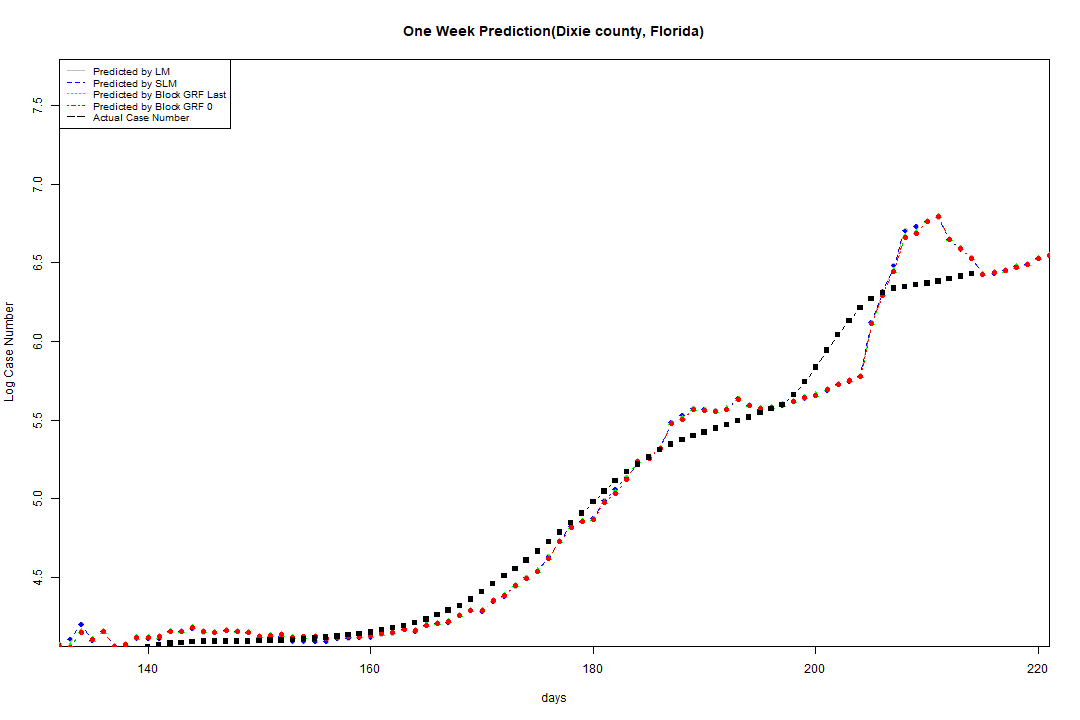 One Week Prediction(Dixie county, Florida)
Predicted by LM
Predicted by SLM
Predicted by Block GRF Last
Predicted by Block GRF 0
Actual Case Number
7.5
7.0
6.5
6.0
5.5
5.0
4.5
Log Case Number
140
160
180
200
220
days